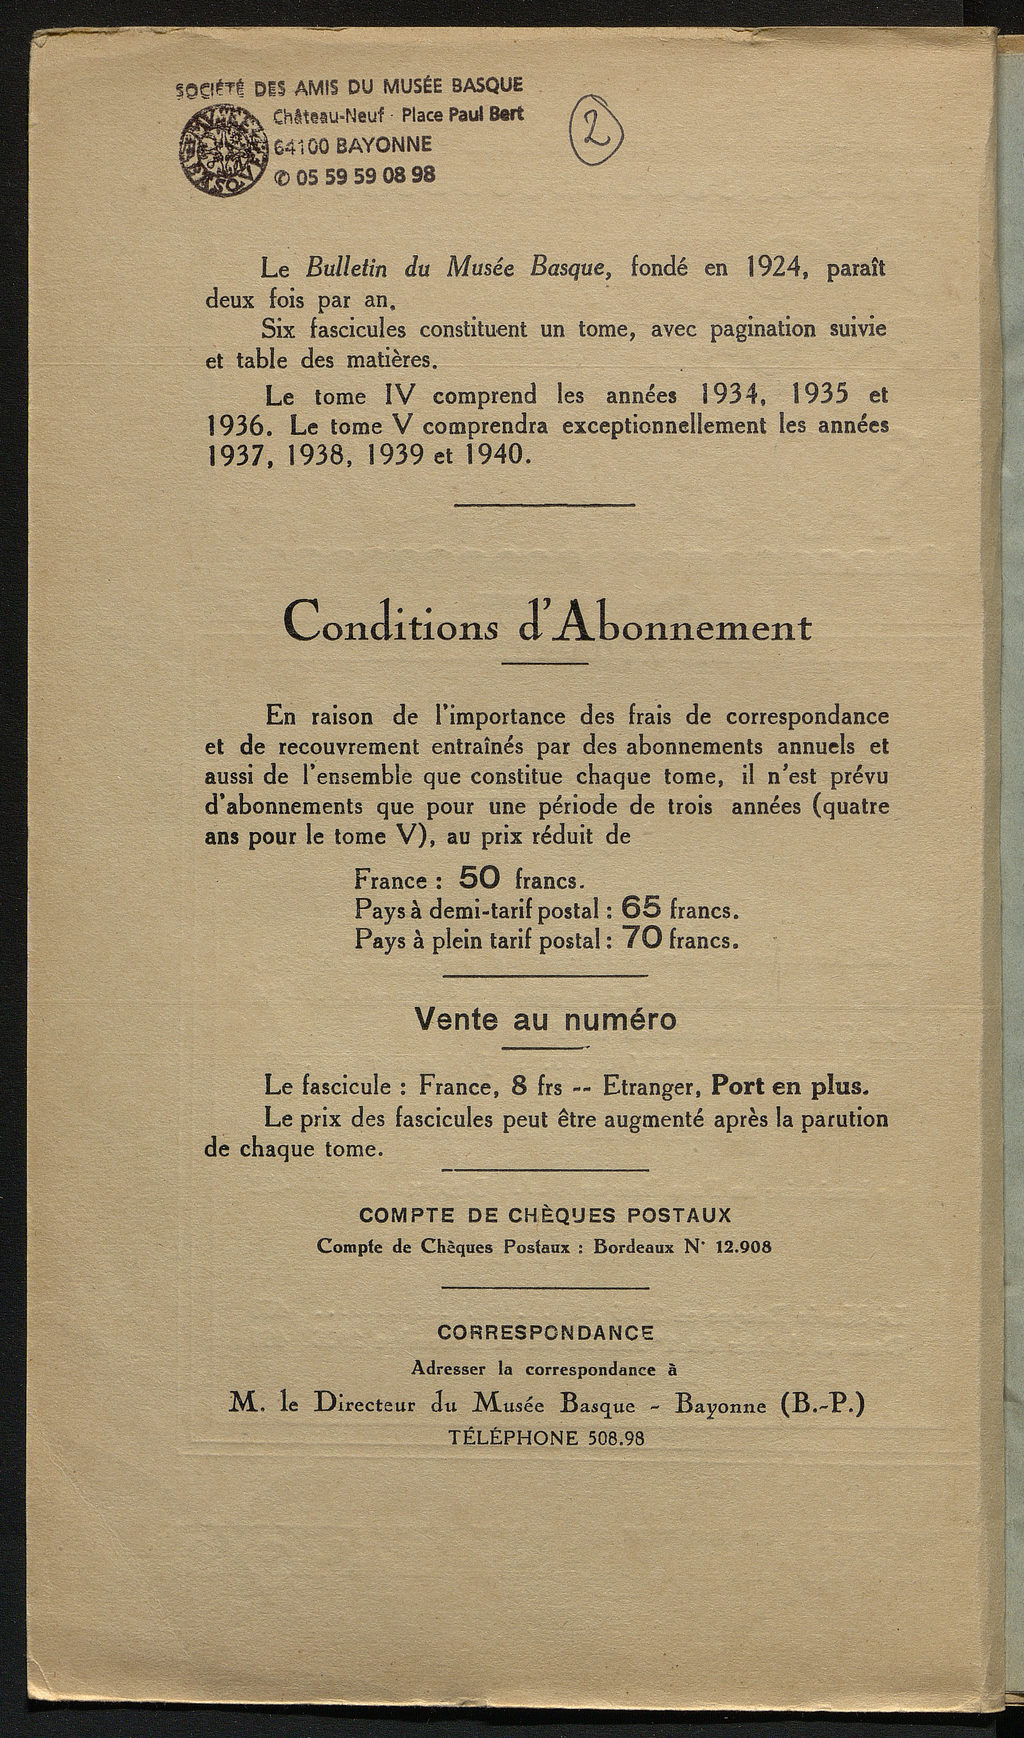 SOCIÉTÉ DES AMIS DU MUSÉE BASQUE
Château-Neuf - Place Paul Bert
64100 BAYONNE
✆ 05 59 59 08 98
2
Le Bulletin du Musée Basque, fondé en 1924, paraît
deux fois par an.
Six fascicules constituent un tome, avec pagination suivie
et table des matières.
Le tome IV comprend les années 1934, 1935 et
1936. Le tome V comprendra exceptionnellement les années
1937, 1938, 1939 et 1940.
Conditions d'Abonnement
En raison de l'importance des frais de correspondance
et de recouvrement entraînés par des abonnements annuels et
aussi de l'ensemble que constitue chaque tome, il n'est prévu
d'abonnements que pour une période de trois années (quatre
ans pour le tome V), au prix réduit de
France : 50 francs.
Pays à demi-tarif postal : 65 francs.
Pays à plein tarif postal : 70 francs.
Vente au numéro
Le fascicule : France, 8 frs -- Etranger, Port en plus.
Le prix des fascicules peut être augmenté après la parution
de chaque tome.
COMPTE DE CHÈQUES POSTAUX
Compte de Chèques Postaux : Bordeaux N° 12.908
CORRESPONDANCE
Adresser la correspondance à
M. le Directeur du Musée Basque - Bayonne (B.-P.)
TÉLÉPHONE 508.98